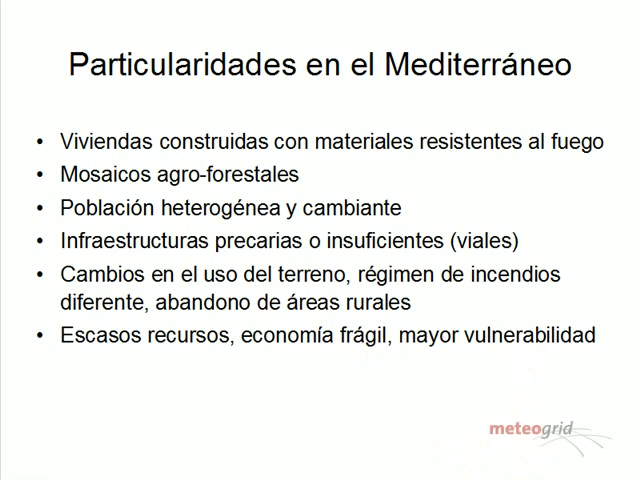 Particularidades en el Mediterráneo
• Viviendas construidas con materiales resistentes al fuego
• Mosaicos agro-forestales
• Población heterogénea y cambiante
• Infraestructuras precarias o insuficientes (viales)
• Cambios en el uso del terreno, régimen de incendios
diferente, abandono de áreas rurales
• Escasos recursos, economía frágil, mayor vulnerabilidad
meteogrid